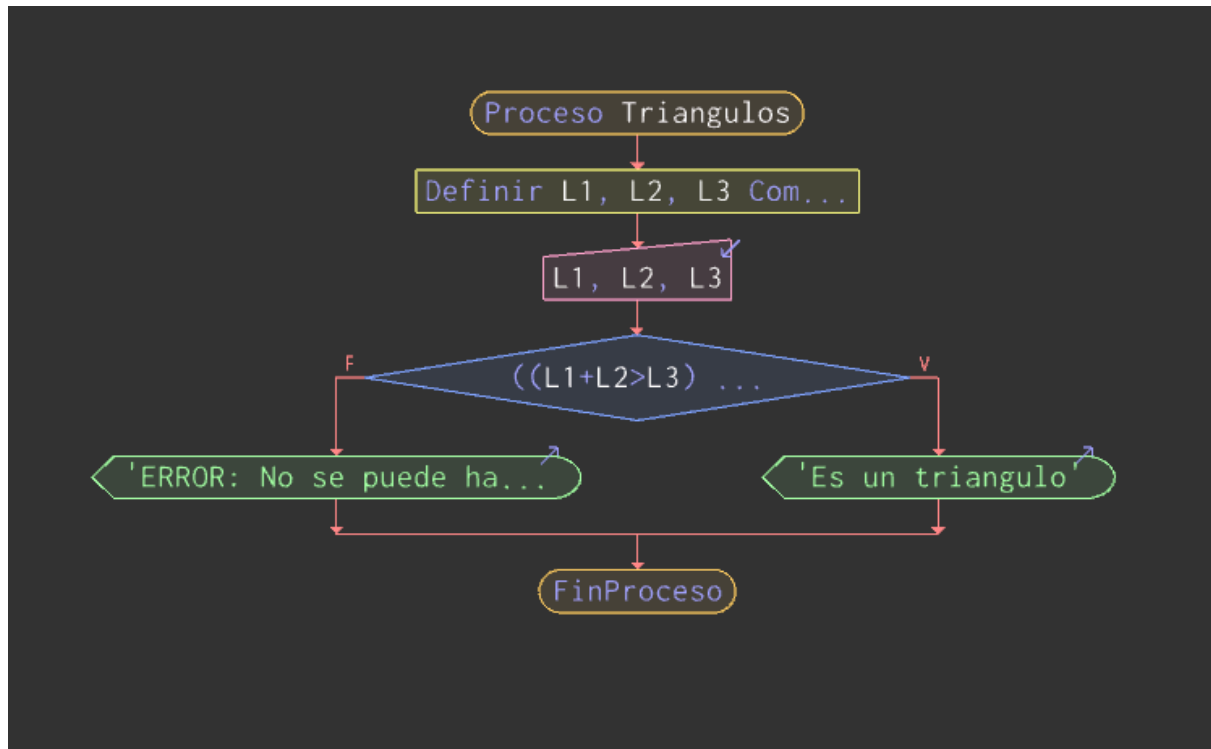 Proceso Triangulos
Definir L1, L2, L3 Com...
L1, L2, L3
F
((L1+L2>L3) ...
V
'ERROR: No se puede ha...
'Es un triangulo'
FinProceso